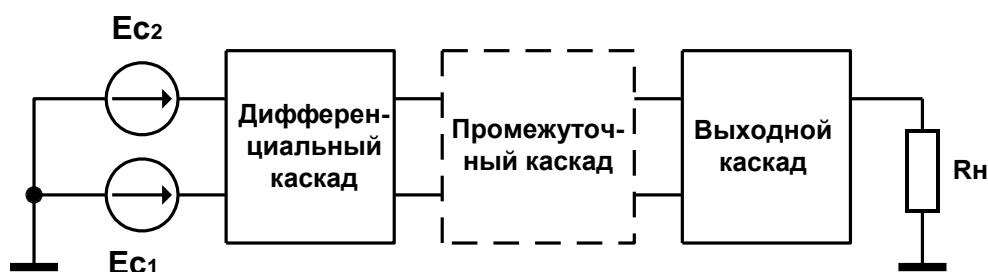 Ec2
Дифферен-
циальный
каскад
Промежуточ-
ный каскад
Выходной
каскад
Rн
Ec1